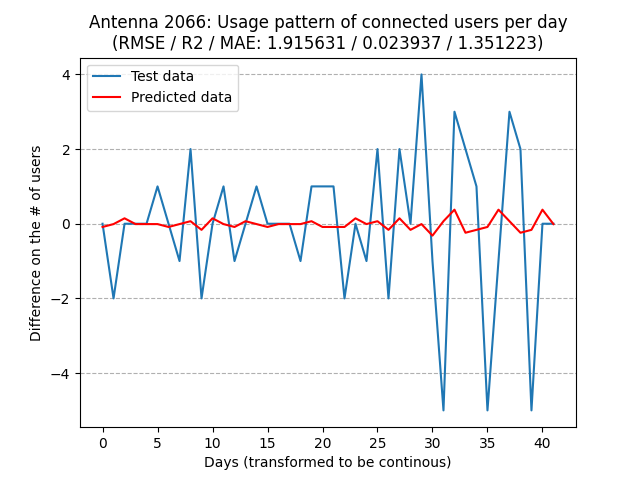 Antenna 2066: Usage pattern of connected users per day
(RMSE / R2 / MAE: 1.915631 / 0.023937 / 1.351223)
Test data
Predicted data
Difference on the # of users
4
2
0
−2
−4
0 5 10 15 20 25 30 35 40
Days (transformed to be continous)